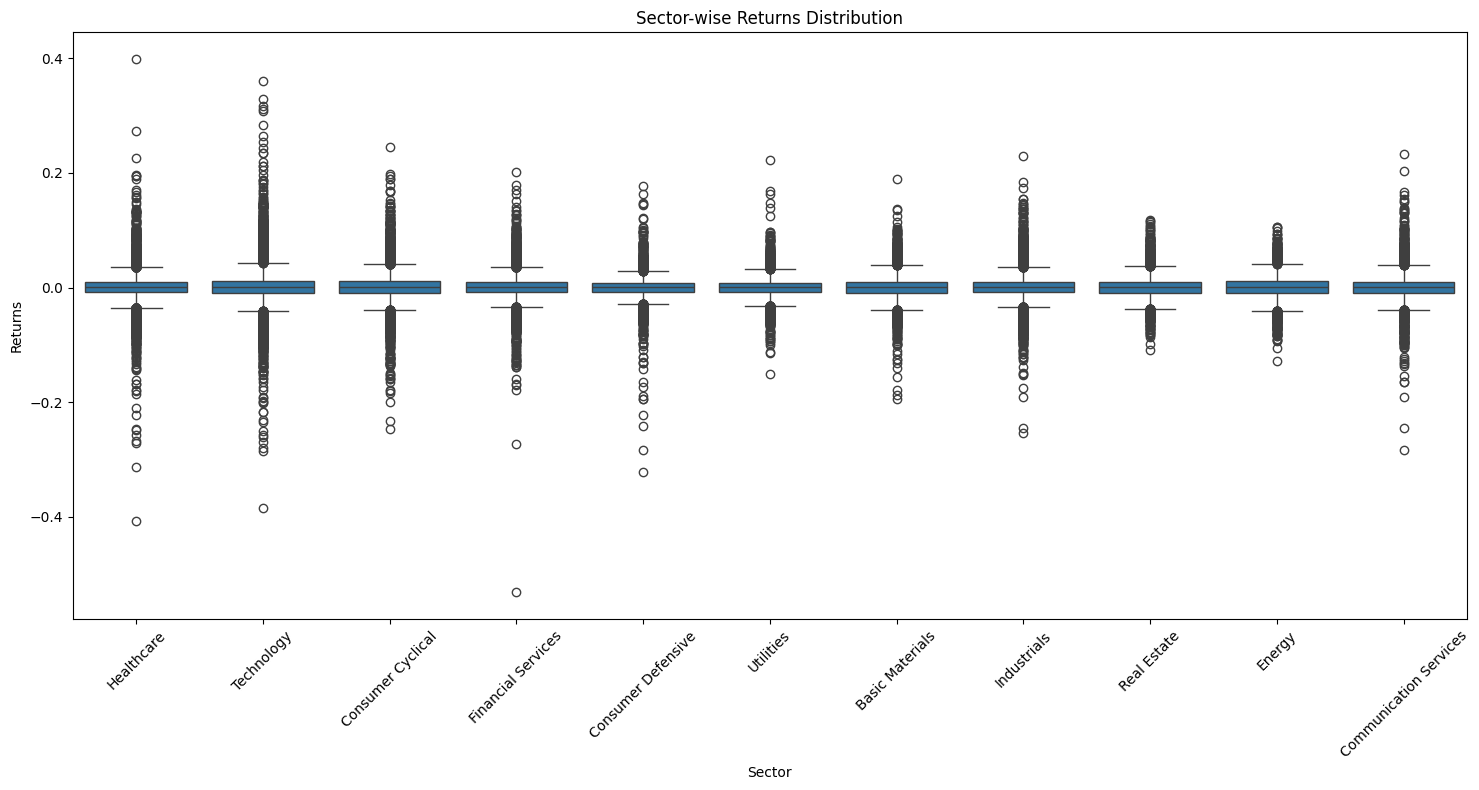 Sector-wise Returns Distribution
Returns
0.4
0.2
0.0
−0.2
−0.4
Healthcare
Technology
Consumer Cyclical
Financial Services
Consumer Defensive
Utilities
Basic Materials
Industrials
Real Estate
Energy
Communication Services
Sector